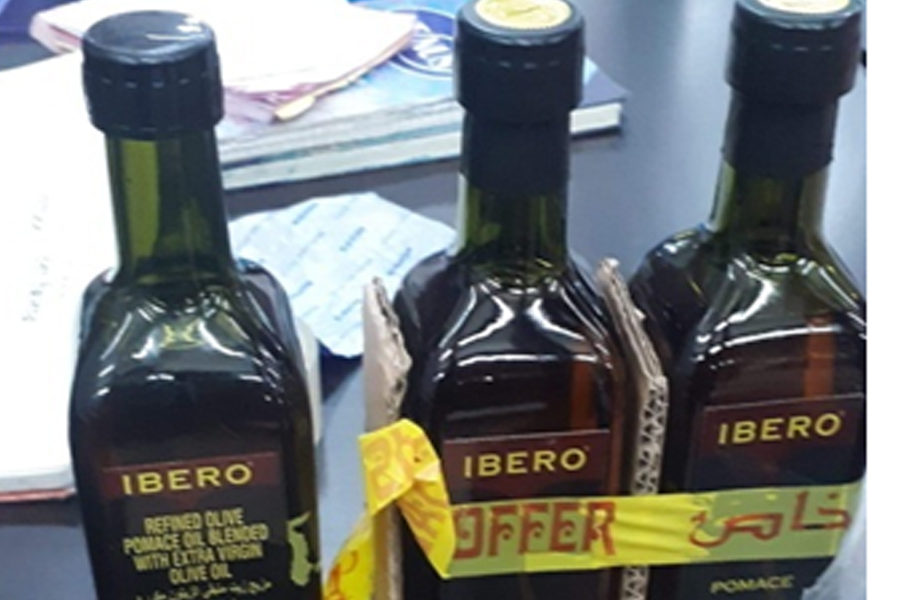 IBERO
REFINED OLIVE
POMACE OIL BLENDED
WITH EXTRA VIRGIN
OLIVE OIL
IBERO
OFFER
IBERO
خاص
POMACE